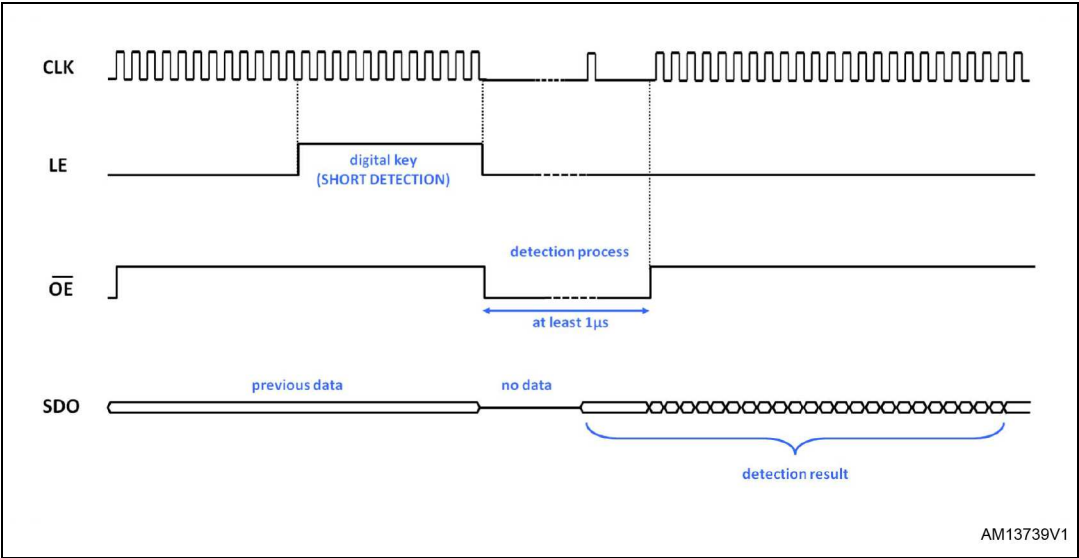 CLK
LE
digital key
(SHORT DETECTION)
detection process
OE
at least 1µs
previous data
no data
SDO
detection result
AM13739V1